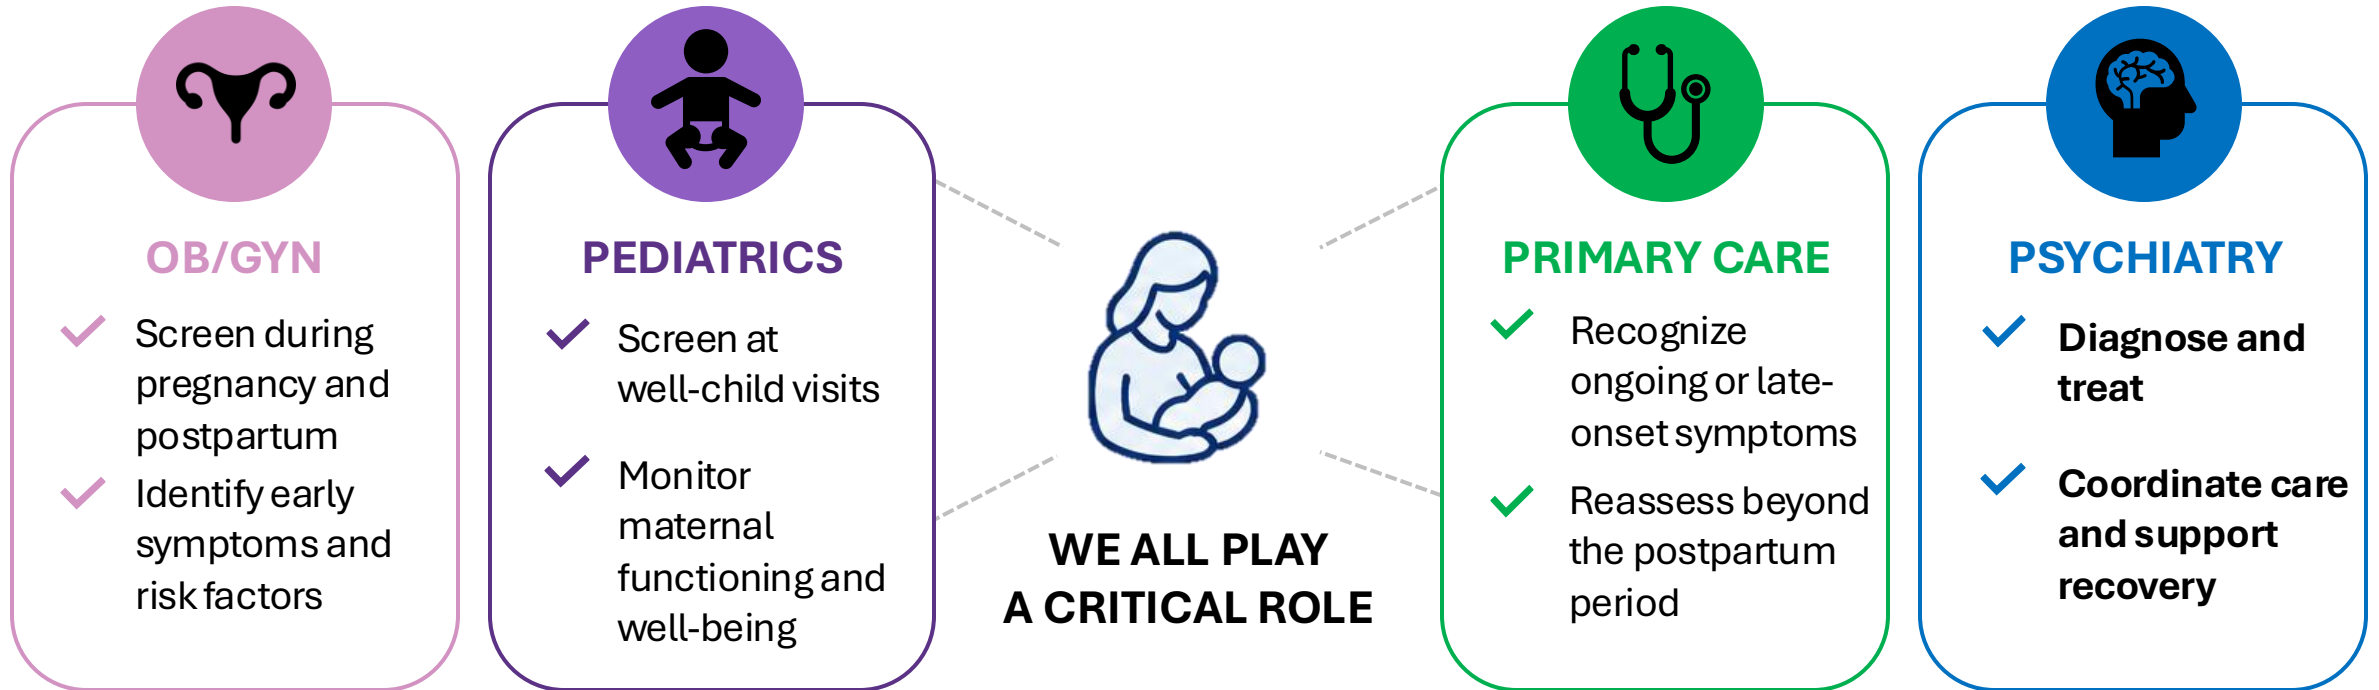 OB/GYN
Screen during
pregnancy and
postpartum
Identify early
symptoms and
risk factors
PEDIATRICS
Screen at
well-child visits
Monitor
maternal
functioning and
well-being
WE ALL PLAY
A CRITICAL ROLE
PRIMARY CARE
Recognize
ongoing or late-
onset symptoms
Reassess beyond
the postpartum
period
PSYCHIATRY
Diagnose and
treat
Coordinate care
and support
recovery